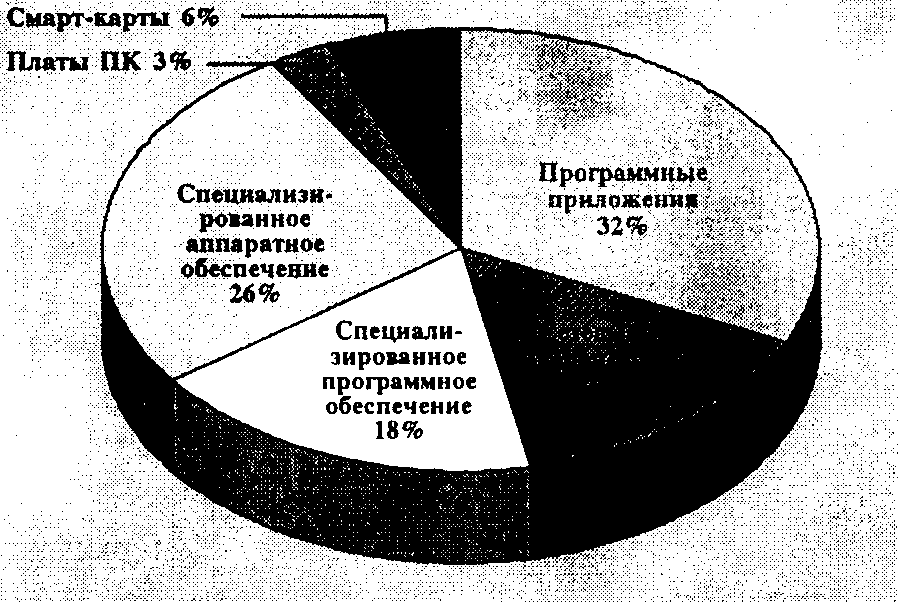 Смарт-карты 6%
Платы ПК 3%
Программные
приложения
32%
Специализи-
рованное
аппаратное
обеспечение
26%
Специали-
зированное
программное
обеспечение
18%